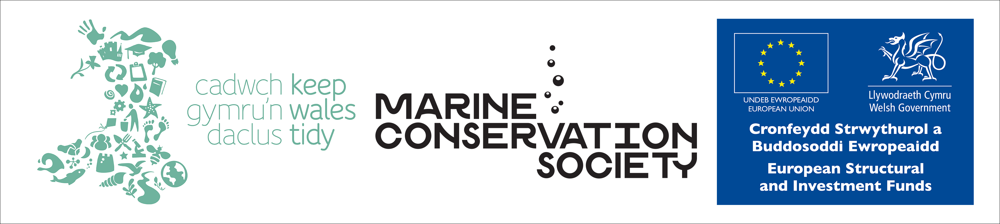 cadwch keep
gymru'n wales
daclus tidy
MARINE
CONSERVATION
SOCIETY
UNDEB EWROPEAIDD
EUROPEAN UNION
Llywodraeth Cymru
Welsh Government
Cronfeydd Strwythurol a
Buddosoddi Ewropeaidd
European Structural
and Investment Funds